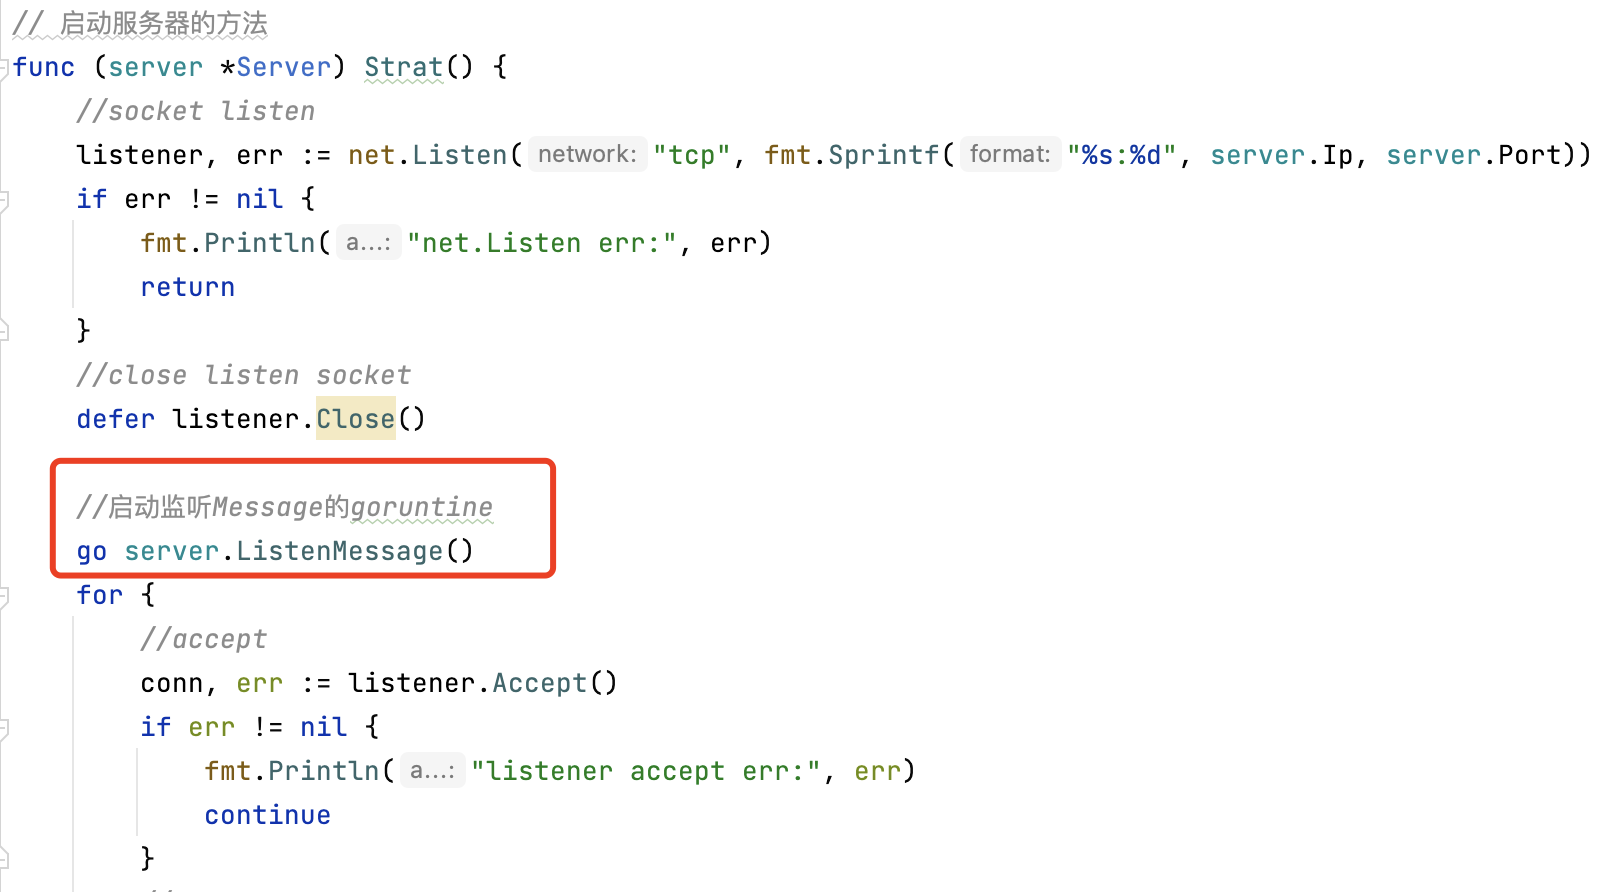 // 启动服务器的方法
func (server *Server) Strat() {
//socket listen
listener, err := net.Listen( network: "tcp", fmt.Sprintf( format: "%s:%d", server.Ip, server.Port))
if err != nil {
fmt.Println( a...: "net.Listen err:", err)
return
}
//close listen socket
defer listener.Close()
//启动监听Message的goruntine
go server.ListenMessage()
for {
//accept
conn, err := listener.Accept()
if err != nil {
fmt.Println( a...: "listener accept err:", err)
continue
}